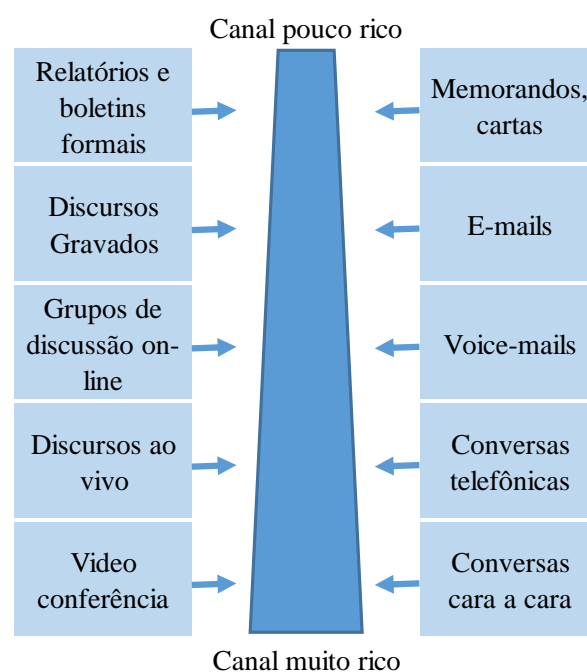 Canal pouco rico
Relatórios e
boletins
formais
Memorandos,
cartas
Discursos
Gravados
E-mails
Grupos de
discussão on-
line
Voice-mails
Discursos ao
vivo
Conversas
telefônicas
Video
conferência
Conversas
cara a cara
Canal muito rico